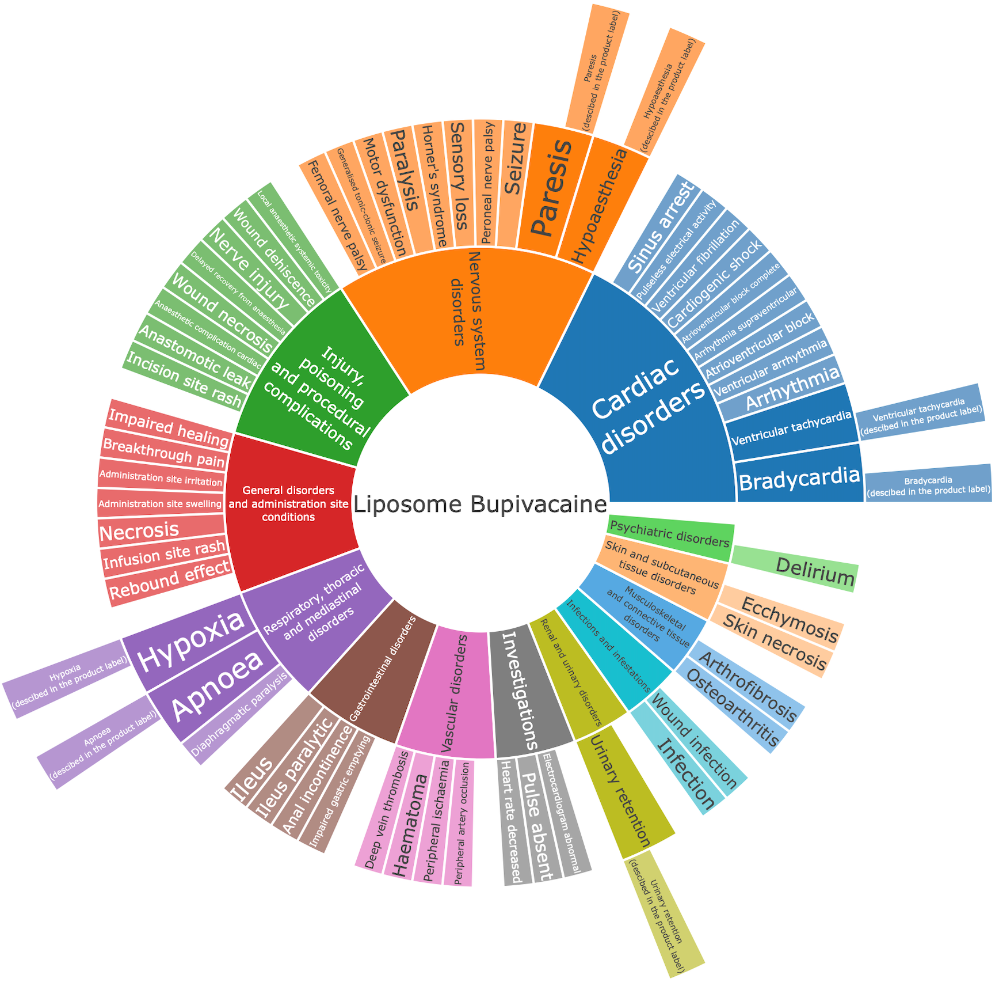 Liposome Bupivacaine
Cardiac
disorders
Sinus arrest
Pulseless electrical activity
Ventricular fibrillation
Cardiogenic shock
Atrioventricular block complete
Arrhythmia supraventricular
Atrioventricular block
Ventricular arrhythmia
Arrhythmia
Ventricular tachycardia
Ventricular tachycardia
(descibed in the product label)
Bradycardia
Bradycardia
(descibed in the product label)
Nervous system
disorders
Femoral nerve palsy
Generalised tonic-clonic seizure
Motor dysfunction
Paralysis
Horner's syndrome
Sensory loss
Peroneal nerve palsy
Seizure
Paresis
Paresis
(descibed in the product label)
Hypoaesthesia
Hypoaesthesia
(descibed in the product label)
Injury,
poisoning
and procedural
complications
Local anaesthetic systemic toxicity
Wound dehiscence
Nerve injury
Delayed recovery from anaesthesia
Wound necrosis
Anaesthetic complication cardiac
Anastomotic leak
Incision site rash
General disorders
and administration site
conditions
Impaired healing
Breakthrough pain
Administration site irritation
Administration site swelling
Necrosis
Infusion site rash
Rebound effect
Respiratory, thoracic
and mediastinal
disorders
Hypoxia
Hypoxia
(descibed in the product label)
Apnoea
Apnoea
(descibed in the product label)
Diaphragmatic paralysis
Gastrointestinal disorders
Ileus
Ileus paralytic
Anal incontinence
Impaired gastric emptying
Vascular disorders
Deep vein thrombosis
Haematoma
Peripheral ischaemia
Peripheral artery occlusion
Investigations
Heart rate decreased
Pulse absent
Electrocardiogram abnormal
Renal and urinary disorders
Urinary retention
Urinary retention
(descibed in the product label)
Infections and infestations
Infection
Wound infection
Musculoskeletal
and connective tissue
disorders
Osteoarthritis
Arthrofibrosis
Skin and subcutaneous
tissue disorders
Skin necrosis
Ecchymosis
Psychiatric disorders
Delirium